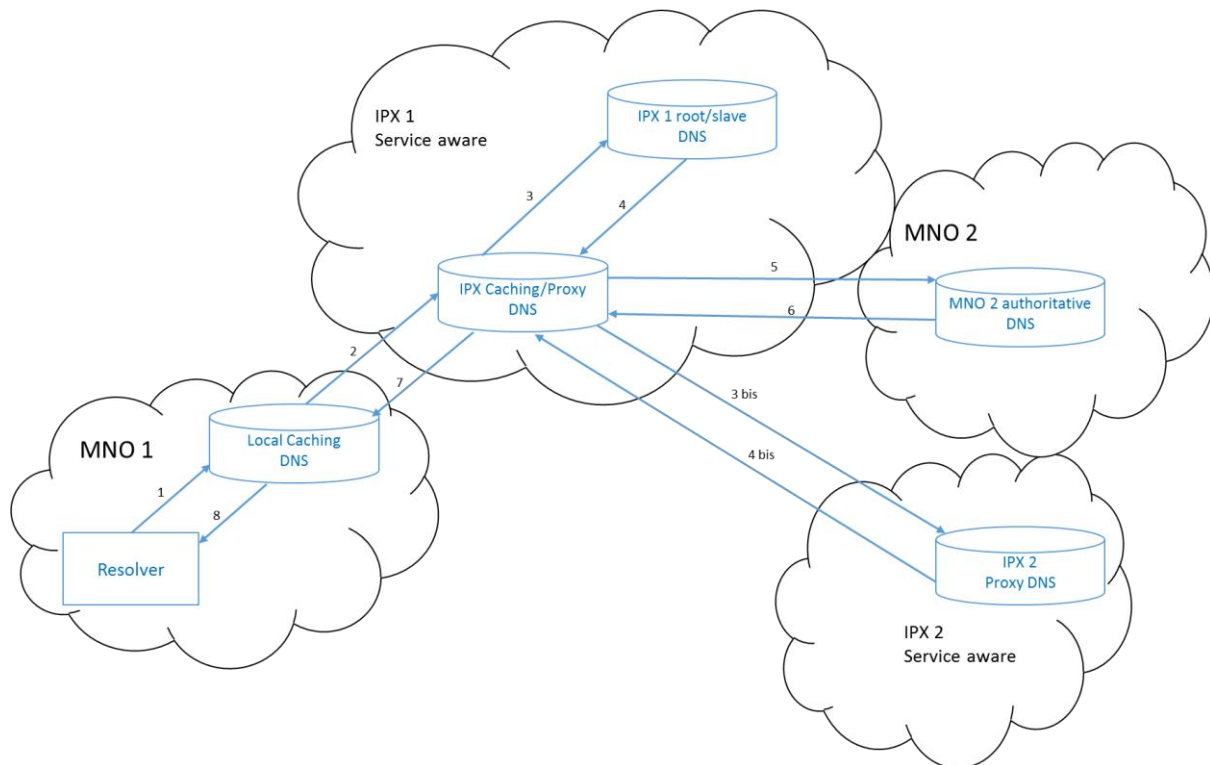 IPX 1
Service aware
IPX 1 root/slave
DNS
3
4
MNO 2
IPX Caching/Proxy
DNS
5
MNO 2 authoritative
DNS
6
2
7
3 bis
4 bis
MNO 1
Local Caching
DNS
1
8
Resolver
IPX 2
Proxy DNS
IPX 2
Service aware